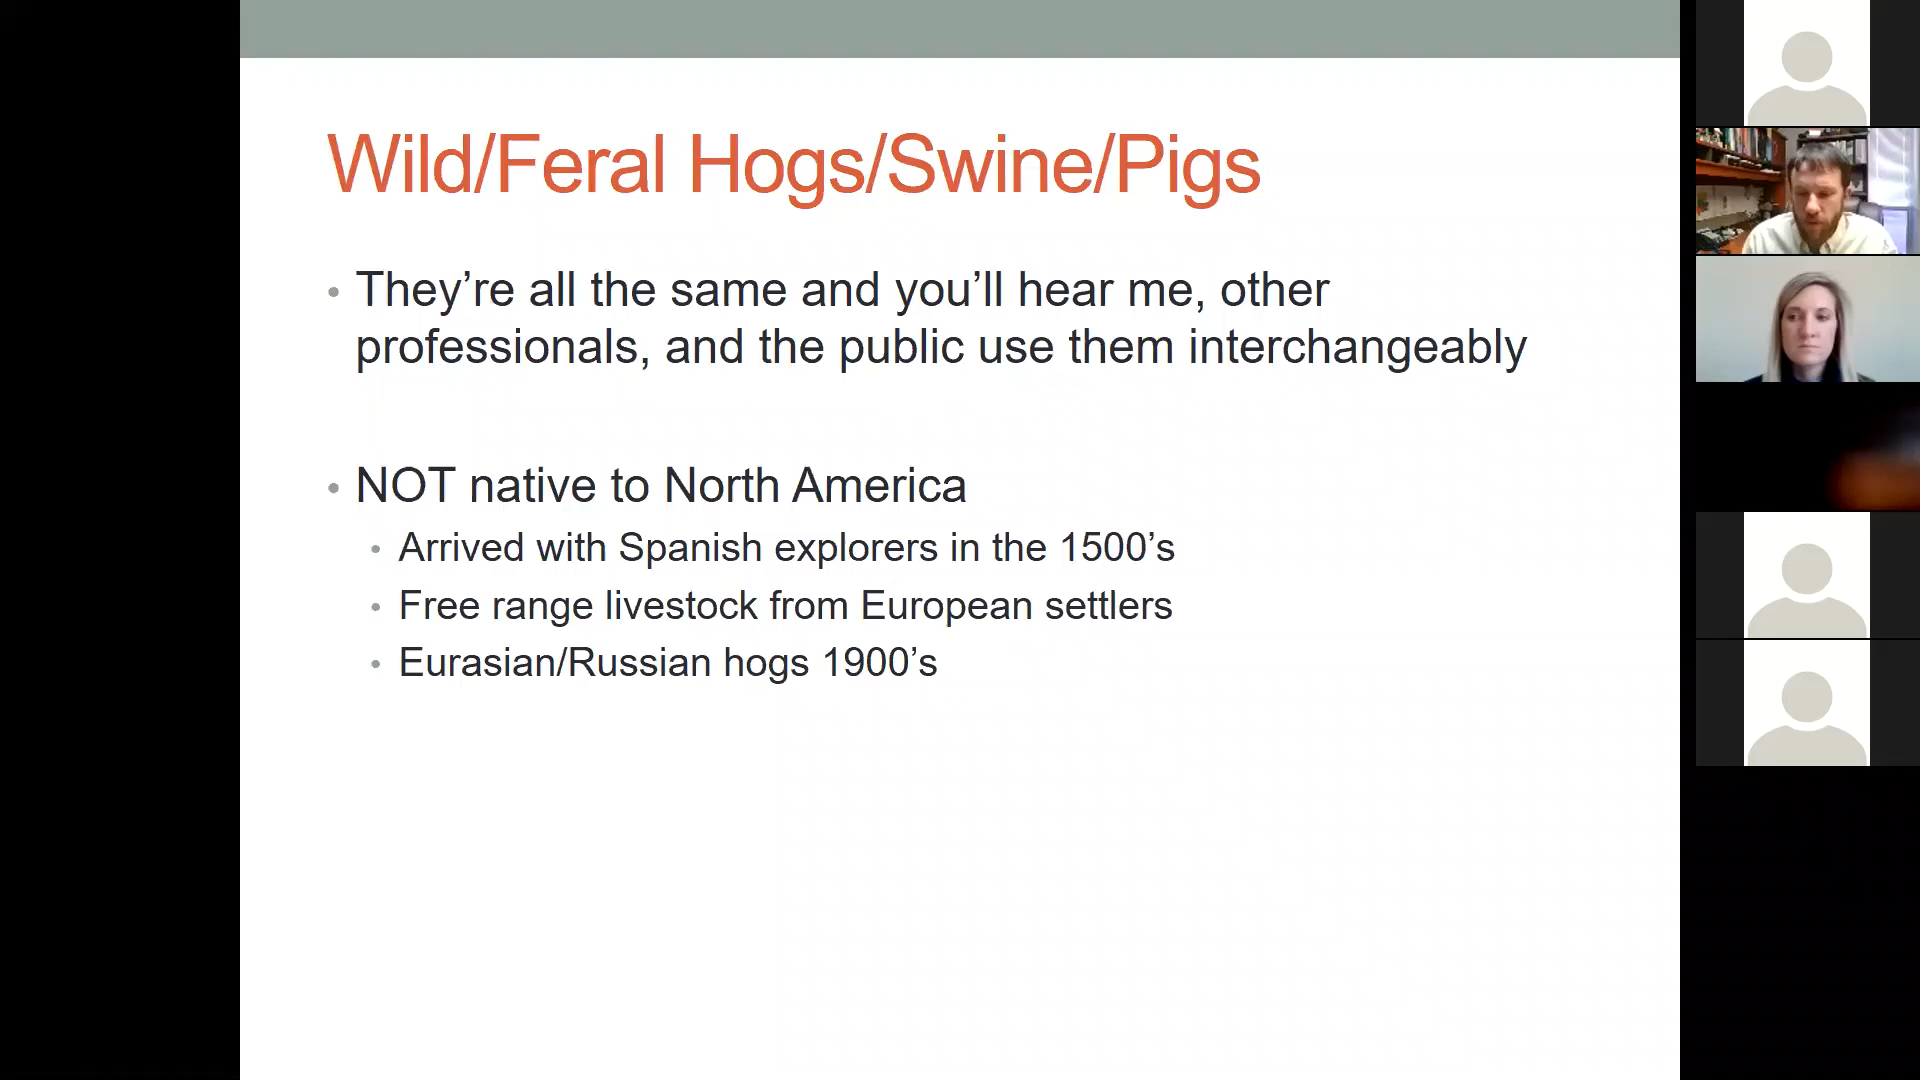 Wild/Feral Hogs/Swine/Pigs
• They’re all the same and you’ll hear me, other
professionals, and the public use them interchangeably
• NOT native to North America
• Arrived with Spanish explorers in the 1500’s
• Free range livestock from European settlers
• Eurasian/Russian hogs 1900’s